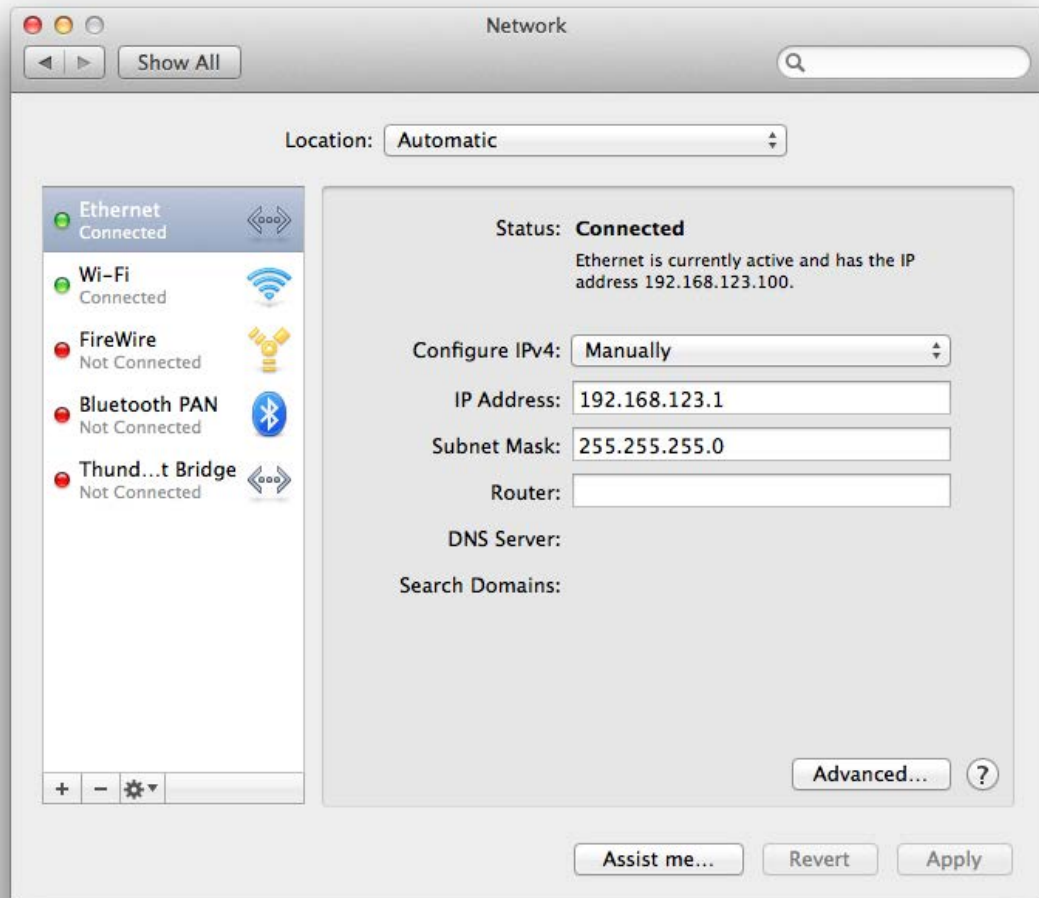 Network
Show All
Location: Automatic
Ethernet
Connected
Wi-Fi
Connected
FireWire
Not Connected
Bluetooth PAN
Not Connected
Thund...t Bridge
Not Connected
Status: Connected
Ethernet is currently active and has the IP
address 192.168.123.100.
Configure IPv4: Manually
IP Address: 192.168.123.1
Subnet Mask: 255.255.255.0
Router:
DNS Server:
Search Domains:
Advanced... ?
Assist me... Revert Apply